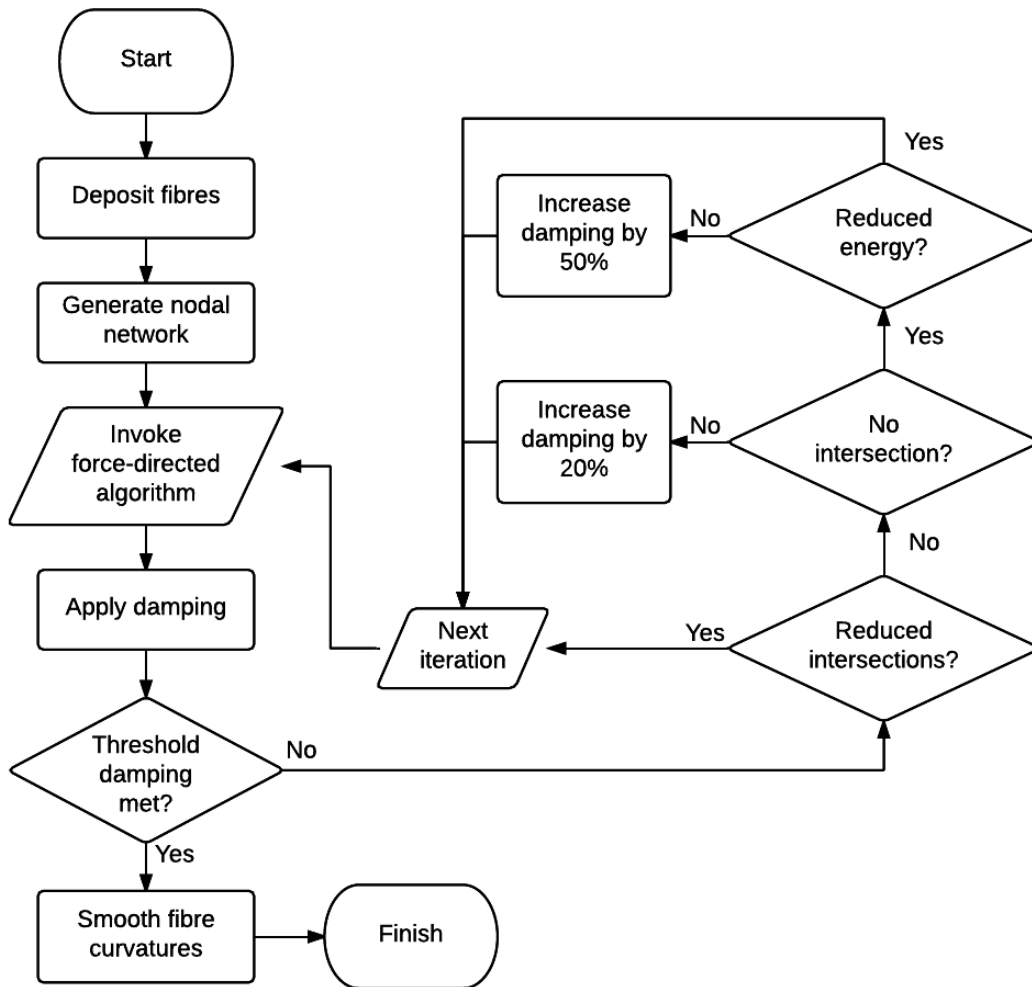 Start
Deposit fibres
Generate nodal
network
Invoke
force-directed
algorithm
Apply damping
Threshold
damping
met?
No
Yes
Smooth fibre
curvatures
Finish
Yes
Reduced
energy?
No
Increase
damping by
50%
Yes
No
intersection?
No
Increase
damping by
20%
No
Reduced
intersections?
Yes
Next
iteration